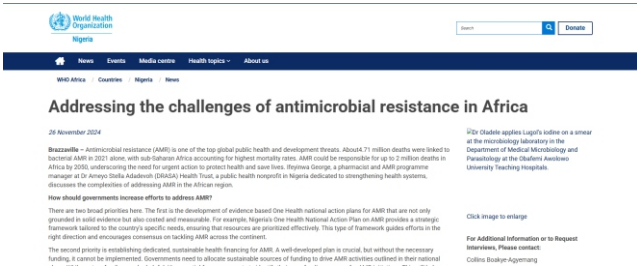 World Health
Organization
Nigeria
Search
Donate
News
Events
Media centre
Health topics
About us
WHO Africa / Countries / Nigeria / News
Addressing the challenges of antimicrobial resistance in Africa
26 November 2024
Brazzaville – Antimicrobial resistance (AMR) is one of the top global public health and development threats. About4.71 million deaths were linked to
bacterial AMR in 2021 alone, with sub-Saharan Africa accounting for highest mortality rates. AMR could be responsible for up to 2 million deaths in
Africa by 2050, underscoring the need for urgent action to protect health and save lives. Ifeyinwa George, a pharmacist and AMR programme
manager at Dr Ameyo Stella Adadevoh (DRASA) Health Trust, a public health nonprofit in Nigeria dedicated to strengthening health systems,
discusses the complexities of addressing AMR in the African region.
How should governments increase efforts to address AMR?
There are two broad priorities here. The first is the development of evidence based One Health national action plans for AMR that are not only
grounded in solid evidence but also costed and measurable. For example, Nigeria's One Health National Action Plan on AMR provides a strategic
framework tailored to the country's specific needs, ensuring that resources are prioritized effectively. This type of framework guides efforts in the
right direction and encourages consensus on tackling AMR across the continent.
The second priority is establishing dedicated, sustainable health financing for AMR. A well-developed plan is crucial, but without the necessary
funding, it cannot be implemented. Governments need to allocate sustainable sources of funding to drive AMR activities outlined in their national
Dr Oladele applies Lugol's iodine on a smear
at the microbiology laboratory in the
Department of Medical Microbiology and
Parasitology at the Obafemi Awolowo
University Teaching Hospitals.
Click image to enlarge
For Additional Information or to Request
Interviews, Please contact:
Collins Boakye-Agyemang